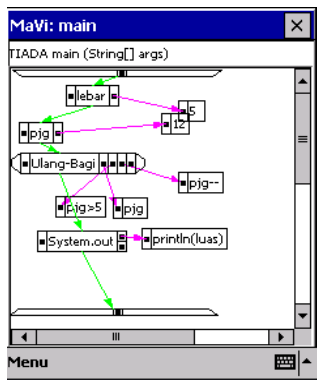 MaVi: main
TIADA main (String[] args)
lebar
5
12
pjg
Ulang-Bagi
pjg--
pjg>5
pjg
System.out
println(luas)
Menu